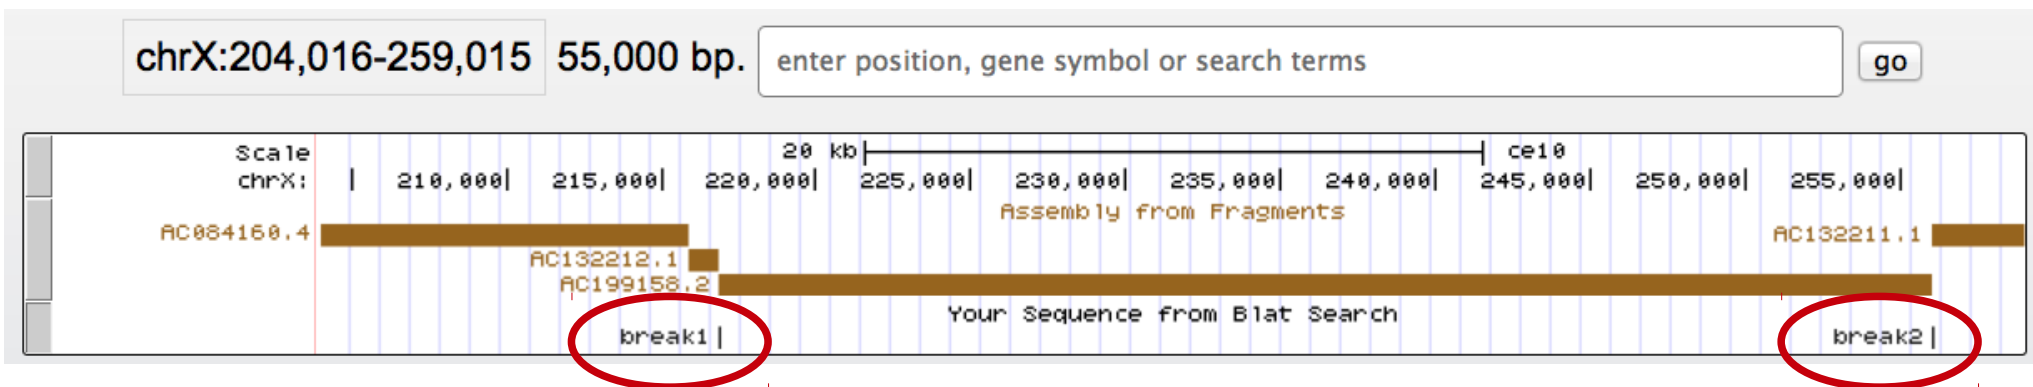 chrX:204,016-259,015 55,000 bp. enter position, gene symbol or search terms go
Scale 20 kb ce10
chrX: 210,000 215,000 220,000 225,000 230,000 235,000 240,000 245,000 250,000 255,000
Assembly from Fragments
AC084160.4 AC132211.1
AC132212.1
AC199158.2
Your Sequence from Blat Search
break1 break2